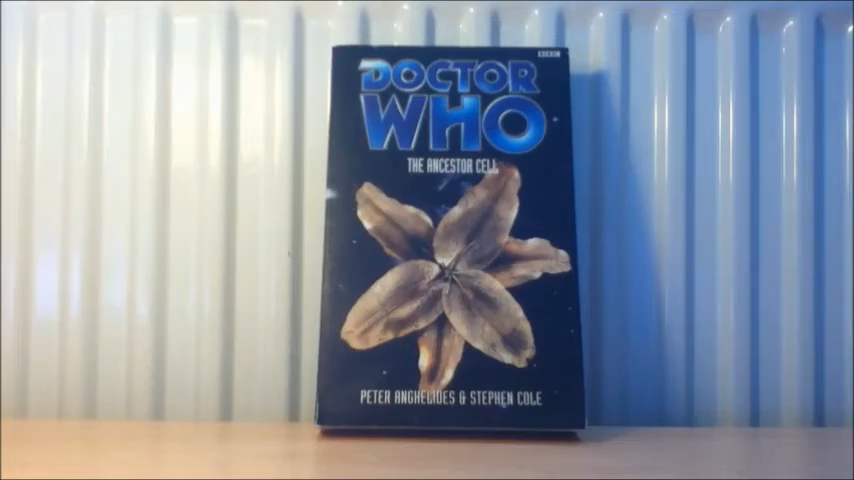 BBC
DOCTOR
WHO
THE ANCESTOR CELL
PETER ANGHELIDES & STEPHEN COLE